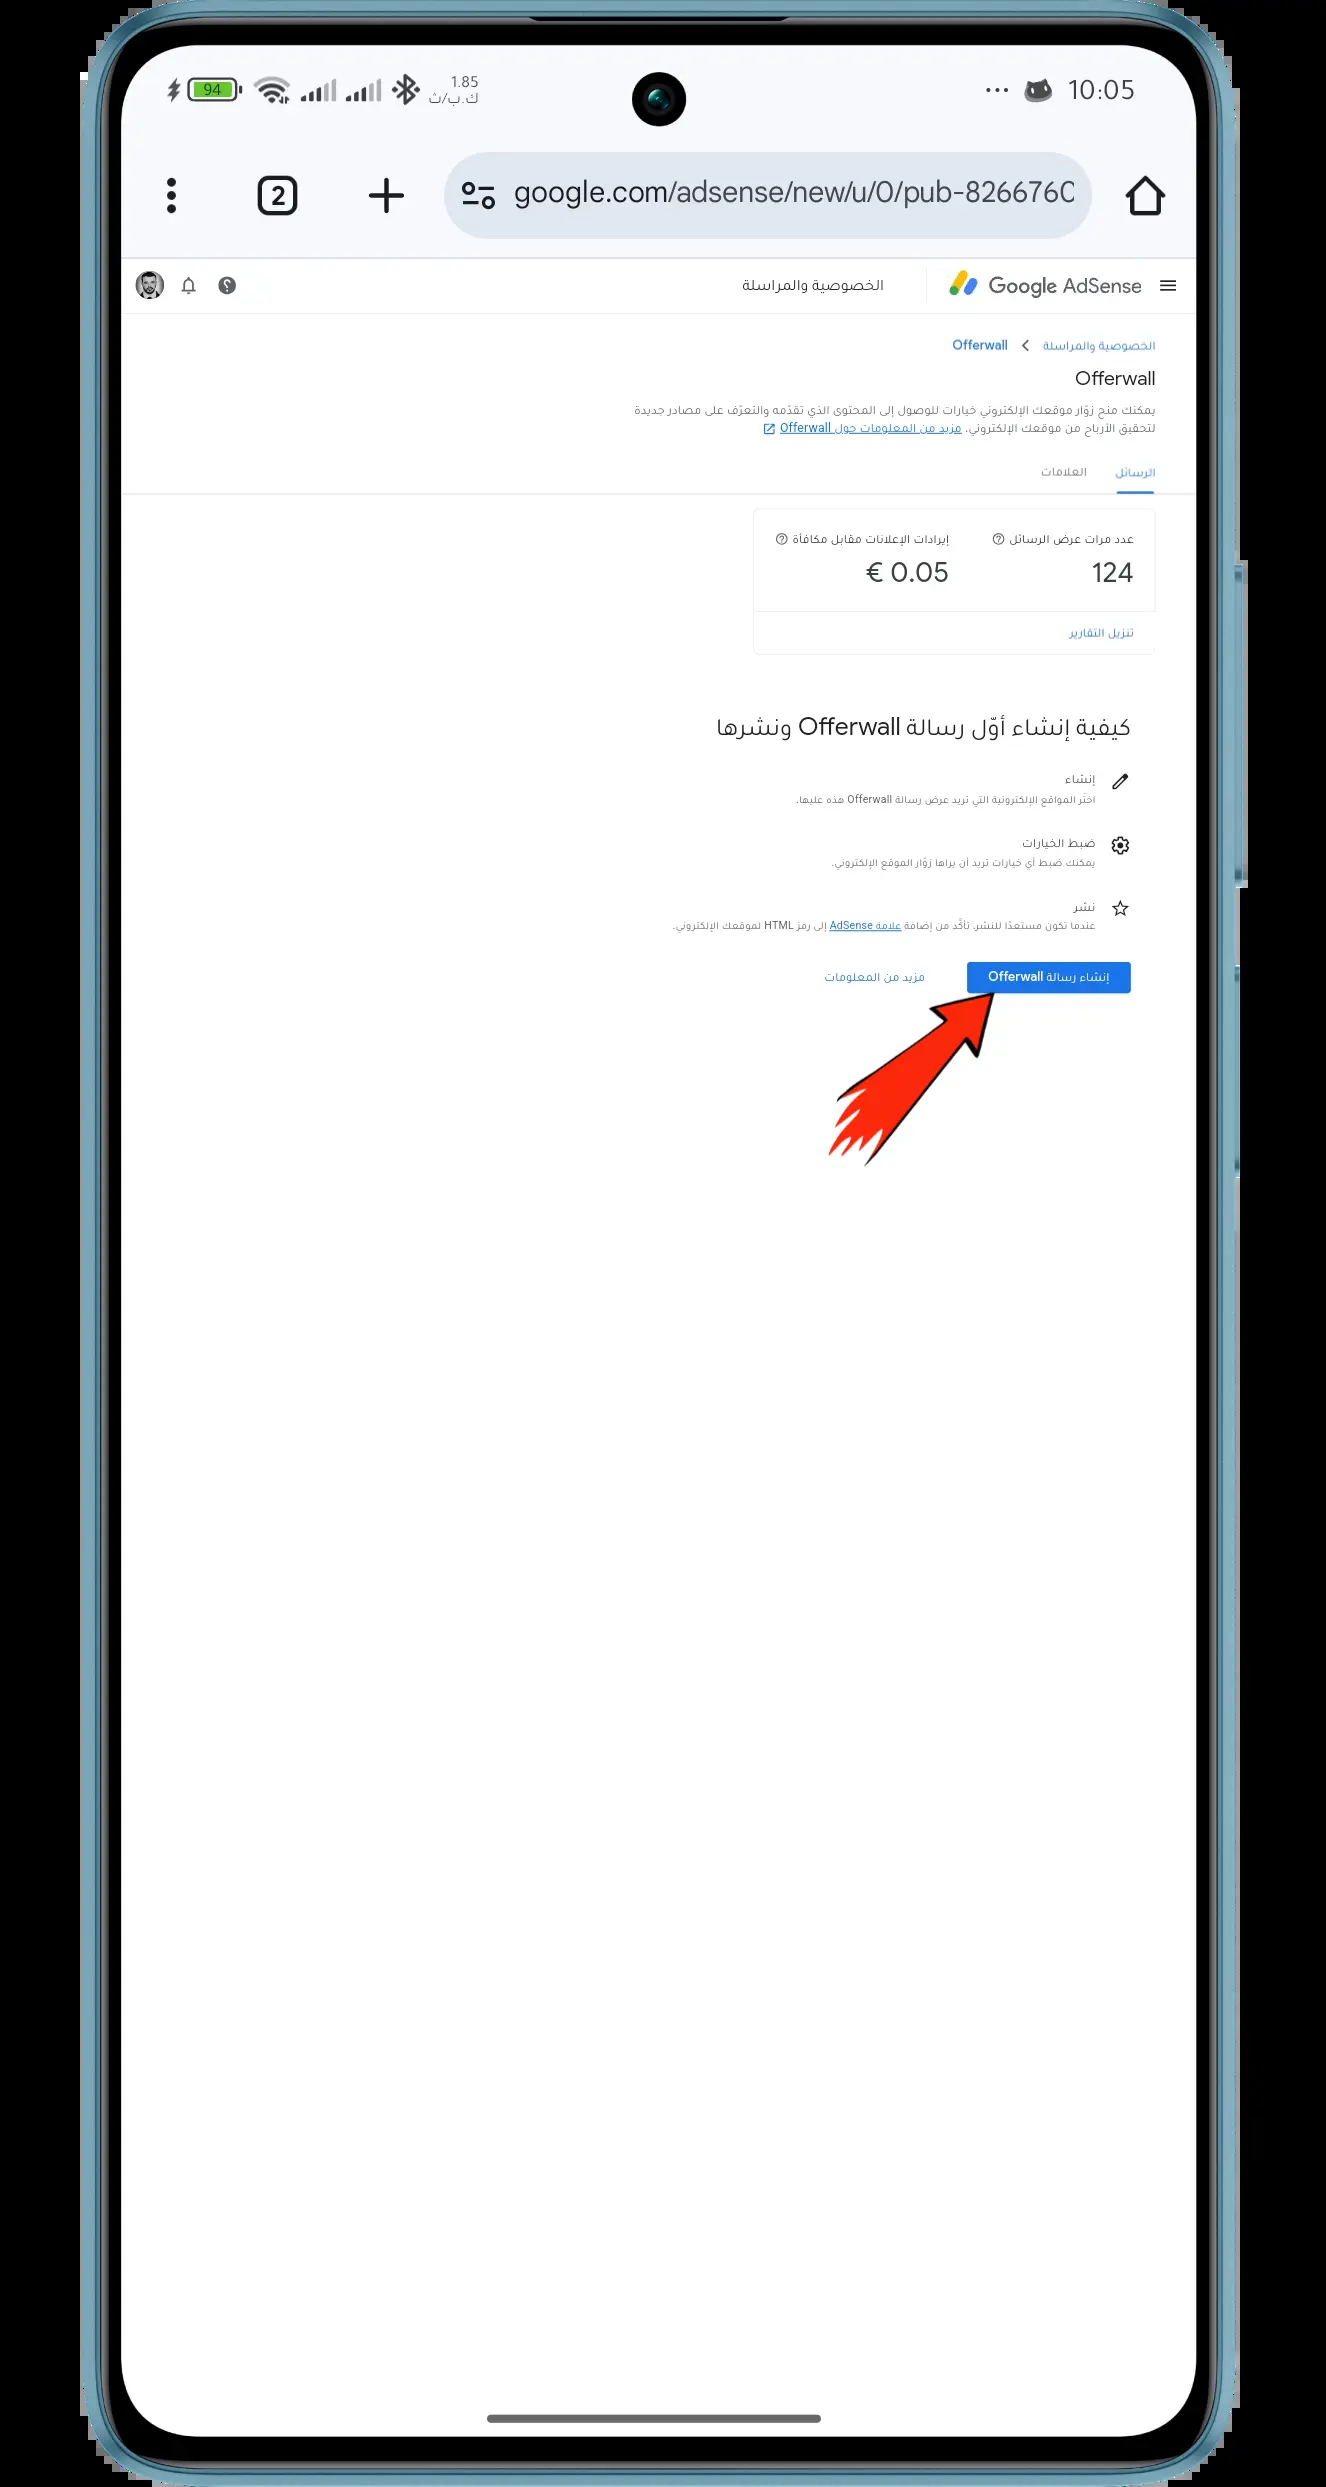 94
1.85
ك.ب/ث
10:05
2
google.com/adsense/new/u/0/pub-826676
Google AdSense
الخصوصية والمراسلة
الخصوصية والمراسلة
Offerwall
Offerwall
يمكنك منح زوّار موقعك الإلكتروني خيارات للوصول إلى المحتوى الذي تقدّمه والتعرّف على مصادر جديدة
لتحقيق الأرباح من موقعك الإلكتروني. مزيد من المعلومات حول Offerwall
الرسائل
العلامات
عدد مرات عرض الرسائل
124
إيرادات الإعلانات مقابل مكافأة
€ 0.05
تنزيل التقارير
كيفية إنشاء أوّل رسالة Offerwall ونشرها
إنشاء
اختَر المواقع الإلكترونية التي تريد عرض رسالة Offerwall هذه عليها.
ضبط الخيارات
يمكنك ضبط أي خيارات تريد أن يراها زوّار الموقع الإلكتروني.
نشر
عندما تكون مستعدًا للنشر، تأكَّد من إضافة علامة AdSense إلى رمز HTML لموقعك الإلكتروني.
إنشاء رسالة Offerwall
مزيد من المعلومات